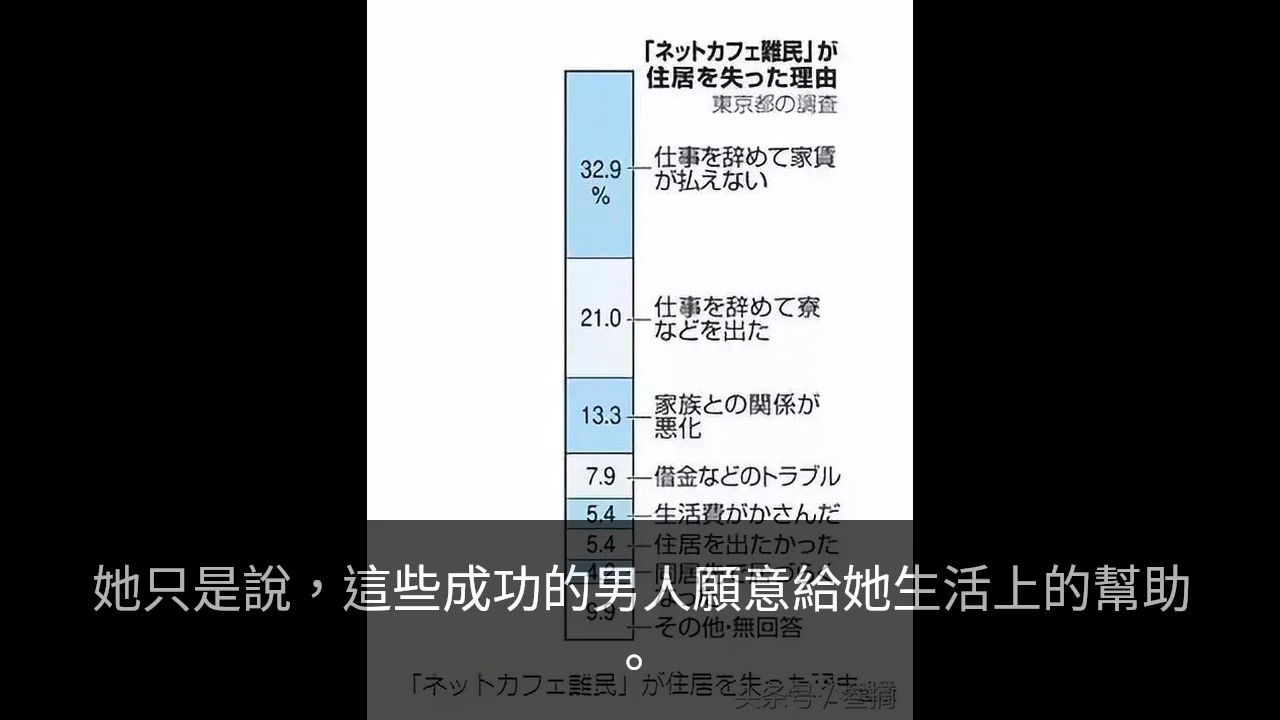 「ネットカフェ難民」が
住居を失った理由
東京都の調査
32.9
%
仕事を辞めて家賃
が払えない
21.0
仕事を辞めて寮
などを出た
13.3
家族との関係が
悪化
7.9
借金などのトラブル
5.4
生活費がかさんだ
5.4
住居を出たかった
9.9
その他・無回答
她只是說，這些成功的男人願意給她生活上的幫助
。
「ネットカフェ難民」が住居を失った理由